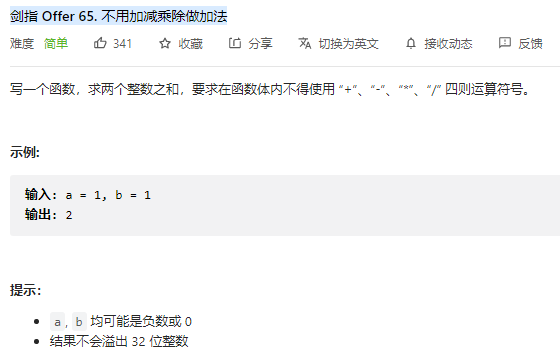 剑指 Offer 65. 不用加减乘除做加法
难度 简单 341 收藏 分享 切换为英文 接收动态 反馈
写一个函数，求两个整数之和，要求在函数体内不得使用 “+”、“-”、“*”、“/” 四则运算符号。
示例:
输入: a = 1, b = 1
输出: 2
提示：
a, b 均可能是负数或 0
结果不会溢出 32 位整数